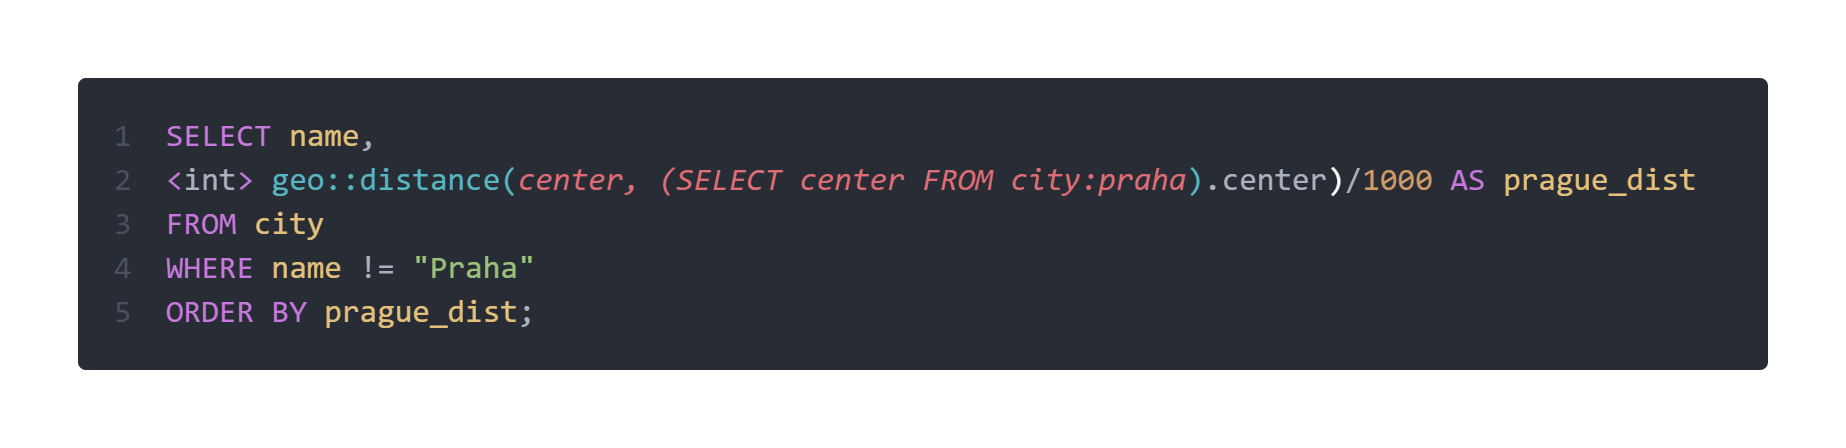 1 SELECT name,
2 <int> geo::distance(center, (SELECT center FROM city:praha).center)/1000 AS prague_dist
3 FROM city
4 WHERE name != "Praha"
5 ORDER BY prague_dist;